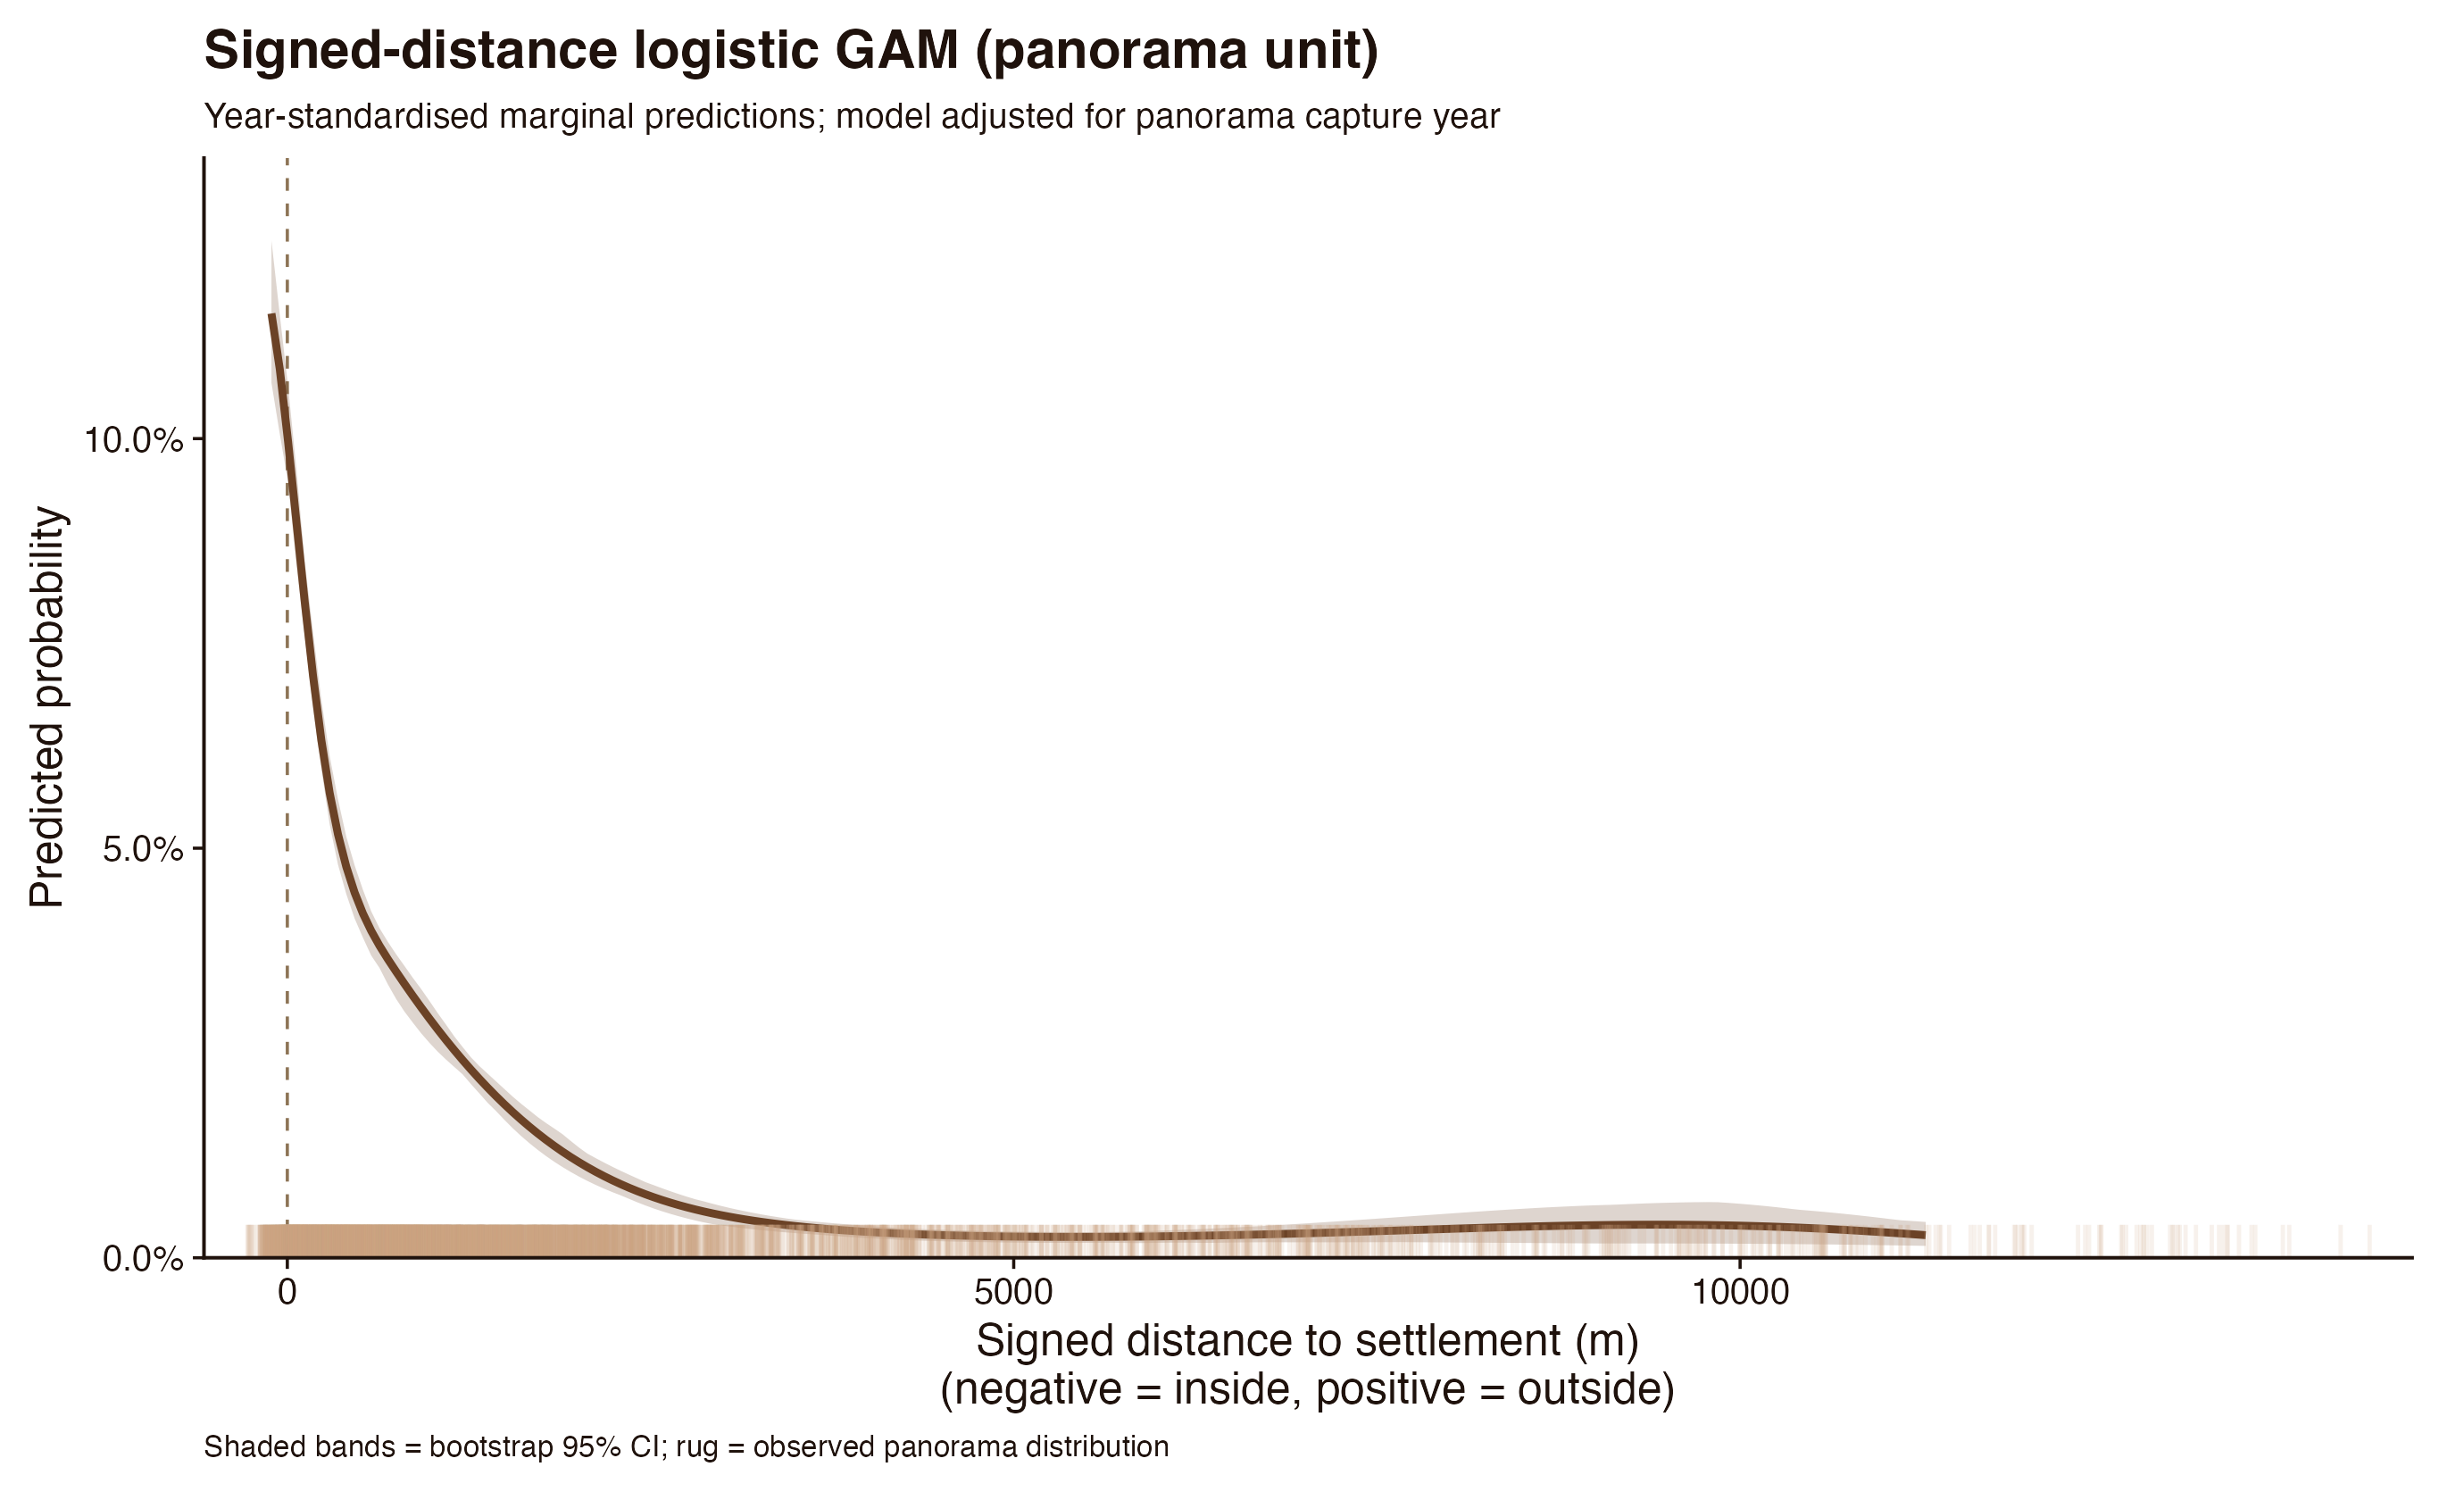 Signed-distance logistic GAM (panorama unit)
Year-standardised marginal predictions; model adjusted for panorama capture year
Predicted probability
10.0%
5.0%
0.0%
0
5000
10000
Signed distance to settlement (m)
(negative = inside, positive = outside)
Shaded bands = bootstrap 95% CI; rug = observed panorama distribution